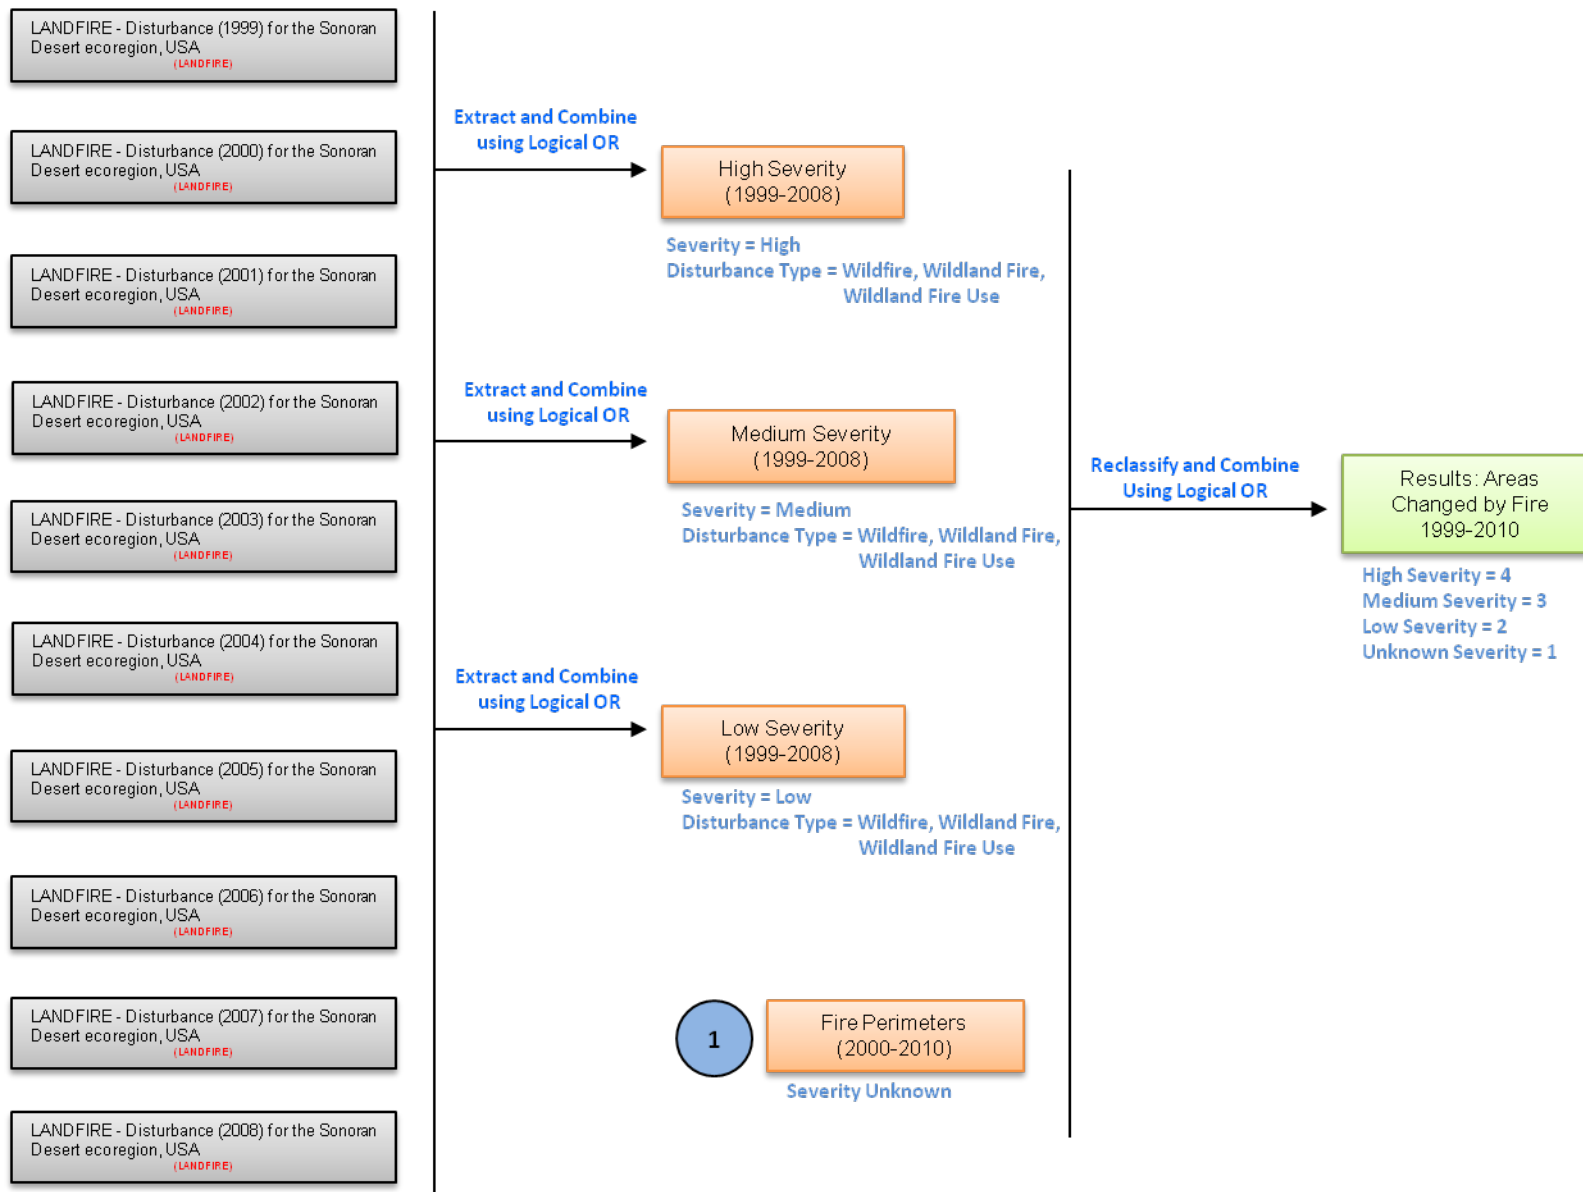 LANDFIRE - Disturbance (1999) for the Sonoran
Desert ecoregion, USA
(LANDFIRE)
LANDFIRE - Disturbance (2000) for the Sonoran
Desert ecoregion, USA
(LANDFIRE)
LANDFIRE - Disturbance (2001) for the Sonoran
Desert ecoregion, USA
(LANDFIRE)
LANDFIRE - Disturbance (2002) for the Sonoran
Desert ecoregion, USA
(LANDFIRE)
LANDFIRE - Disturbance (2003) for the Sonoran
Desert ecoregion, USA
(LANDFIRE)
LANDFIRE - Disturbance (2004) for the Sonoran
Desert ecoregion, USA
(LANDFIRE)
LANDFIRE - Disturbance (2005) for the Sonoran
Desert ecoregion, USA
(LANDFIRE)
LANDFIRE - Disturbance (2006) for the Sonoran
Desert ecoregion, USA
(LANDFIRE)
LANDFIRE - Disturbance (2007) for the Sonoran
Desert ecoregion, USA
(LANDFIRE)
LANDFIRE - Disturbance (2008) for the Sonoran
Desert ecoregion, USA
(LANDFIRE)
Extract and Combine
using Logical OR
High Severity
(1999-2008)
Severity = High
Disturbance Type = Wildfire, Wildland Fire,
Wildland Fire Use
Extract and Combine
using Logical OR
Medium Severity
(1999-2008)
Severity = Medium
Disturbance Type = Wildfire, Wildland Fire,
Wildland Fire Use
Extract and Combine
using Logical OR
Low Severity
(1999-2008)
Severity = Low
Disturbance Type = Wildfire, Wildland Fire,
Wildland Fire Use
1
Fire Perimeters
(2000-2010)
Severity Unknown
Reclassify and Combine
Using Logical OR
Results: Areas
Changed by Fire
1999-2010
High Severity = 4
Medium Severity = 3
Low Severity = 2
Unknown Severity = 1